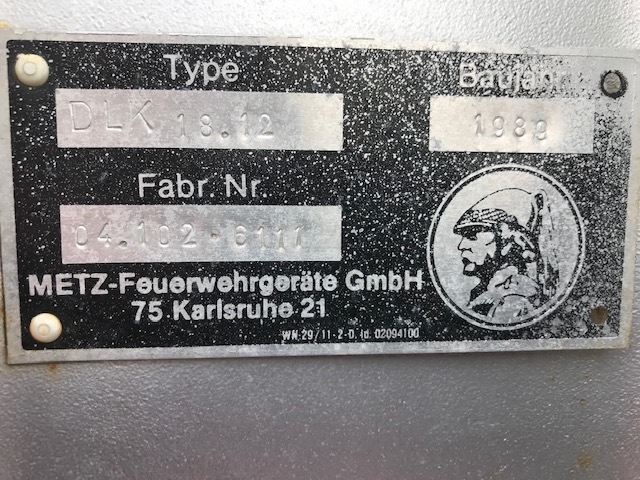 Type
Baujahr
DLK 18.12
1989
Fabr. Nr.
04.102-6111
METZ-Feuerwehrgeräte GmbH
75 Karlsruhe 21
WN-29/11-2-D. Id. 02094100